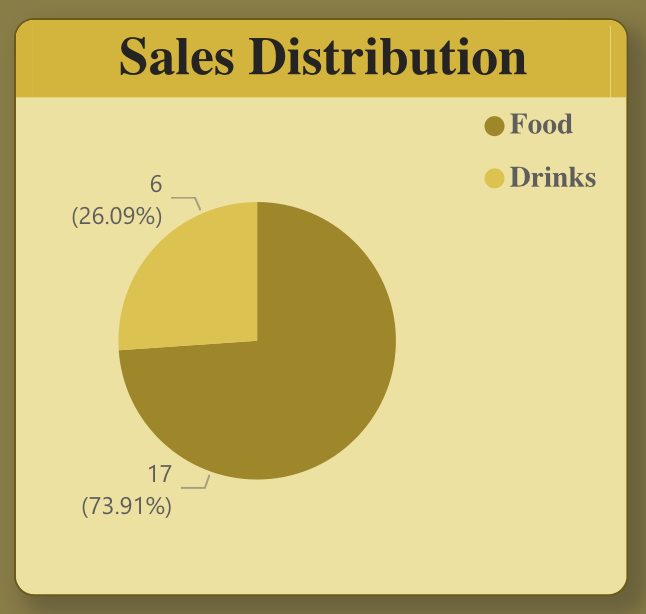 Sales Distribution
Food
Drinks
6
(26.09%)
17
(73.91%)